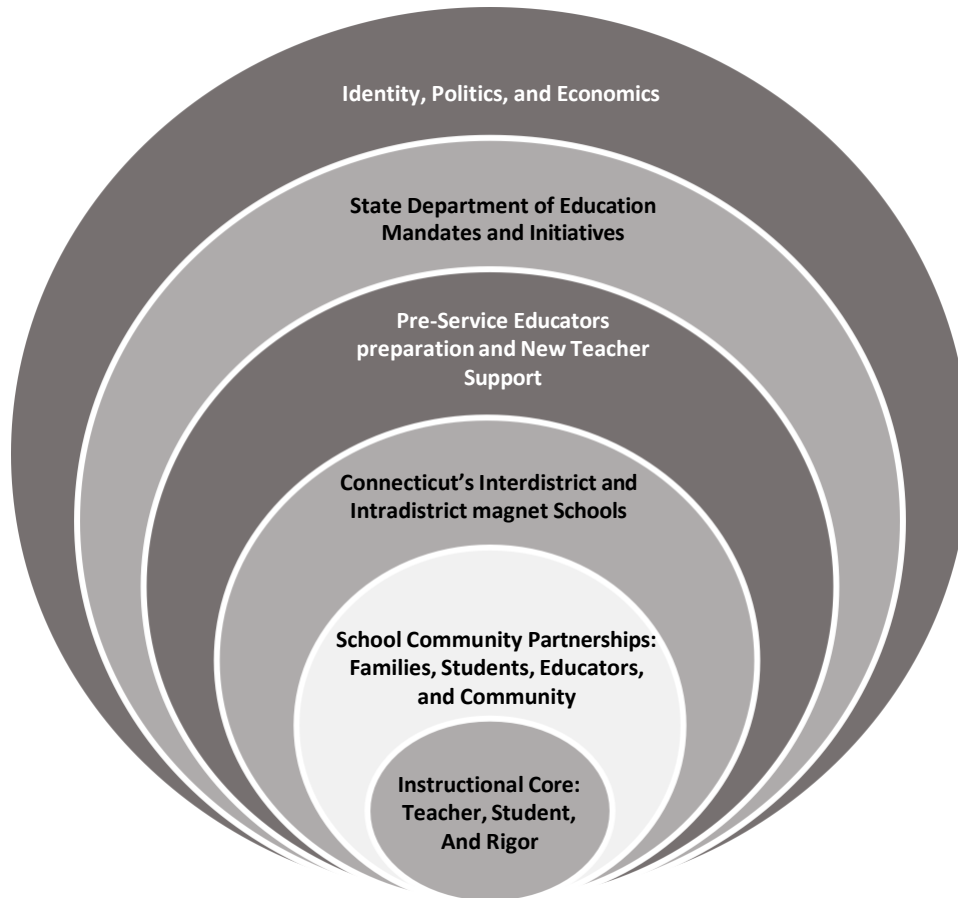 Identity, Politics, and Economics
State Department of Education
Mandates and Initiatives
Pre-Service Educators
preparation and New Teacher
Support
Connecticut’s Interdistrict and
Intradistrict magnet Schools
School Community Partnerships:
Families, Students, Educators,
and Community
Instructional Core:
Teacher, Student,
And Rigor